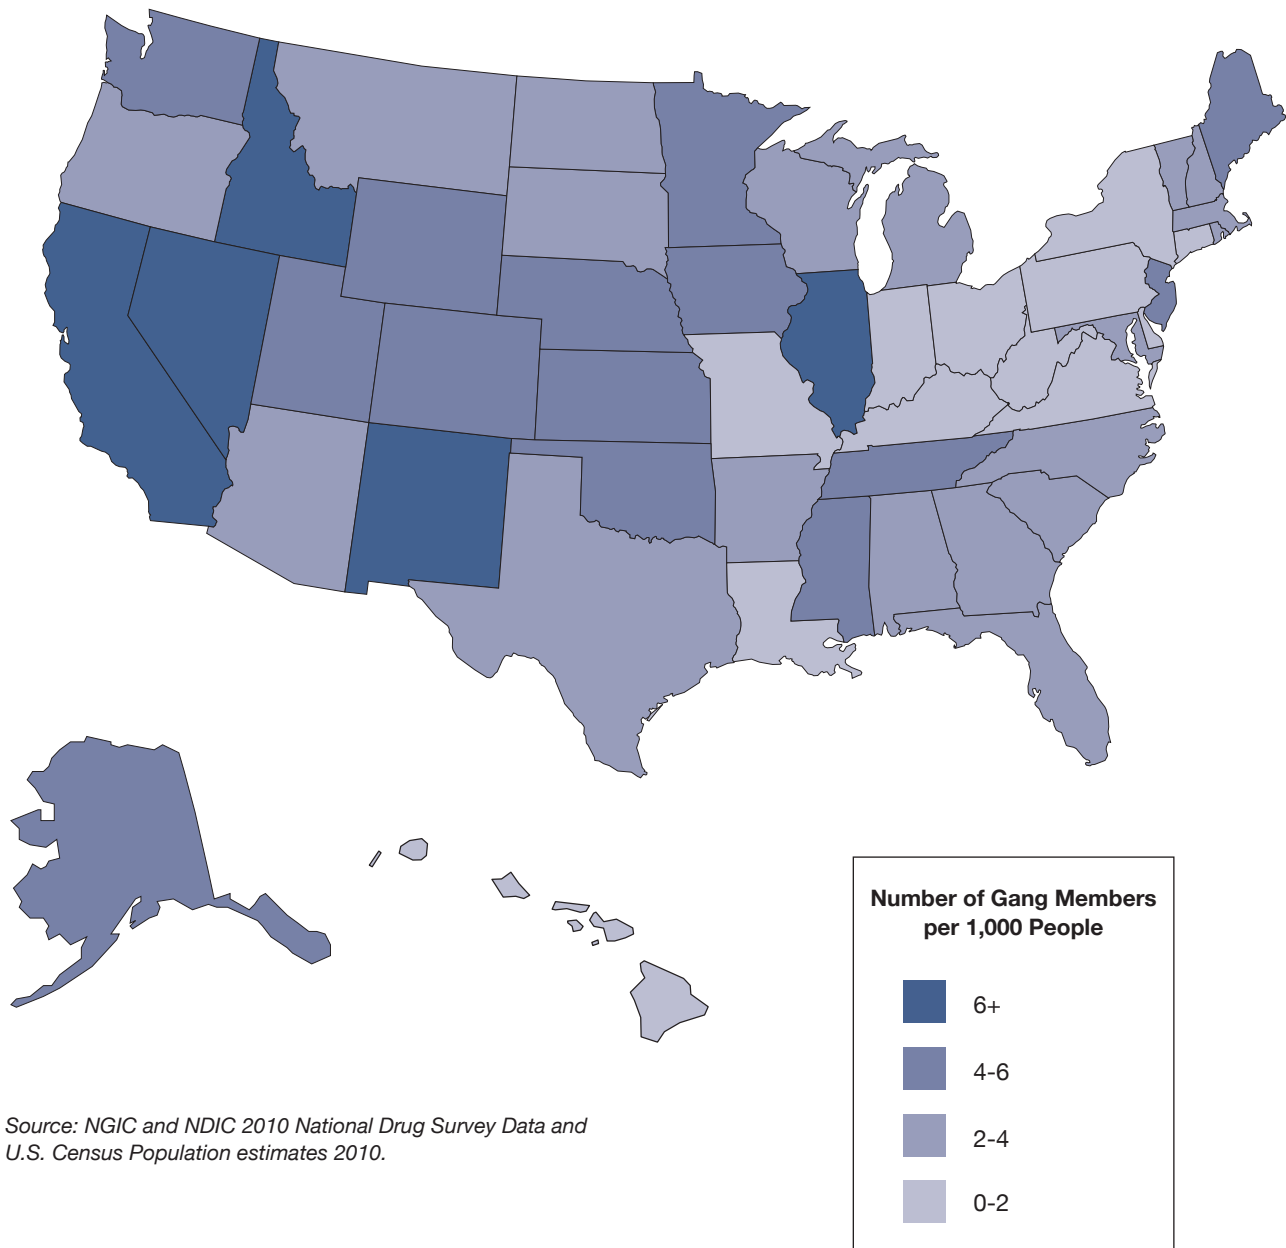 Number of Gang Members
per 1,000 People
6+
4-6
2-4
0-2
Source: NGIC and NDIC 2010 National Drug Survey Data and
U.S. Census Population estimates 2010.